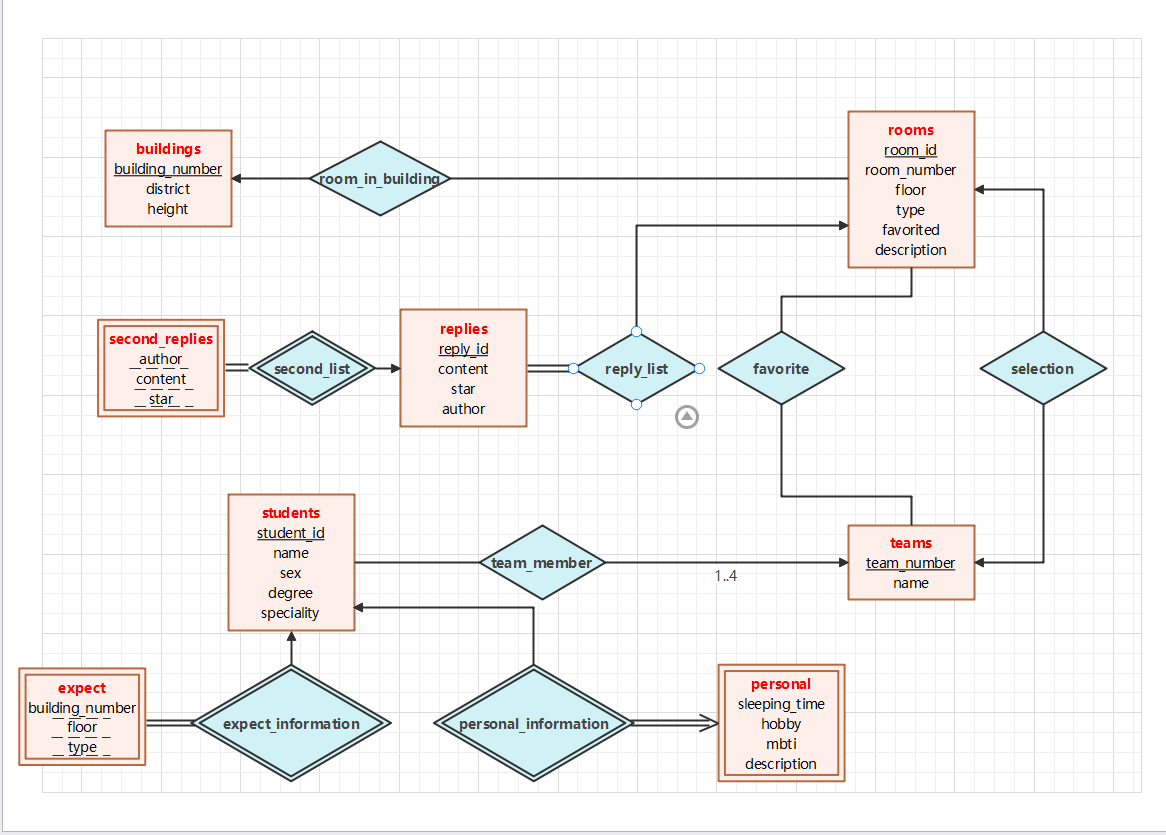 buildings
building_number
district
height
room_in_building
rooms
room_id
room_number
floor
type
favorited
description
second_replies
author
content
star
second_list
replies
reply_id
content
star
author
reply_list
favorite
selection
students
student_id
name
sex
degree
speciality
team_member
1..4
teams
team_number
name
expect
building_number
floor
type
expect_information
personal_information
personal
sleeping_time
hobby
mbti
description